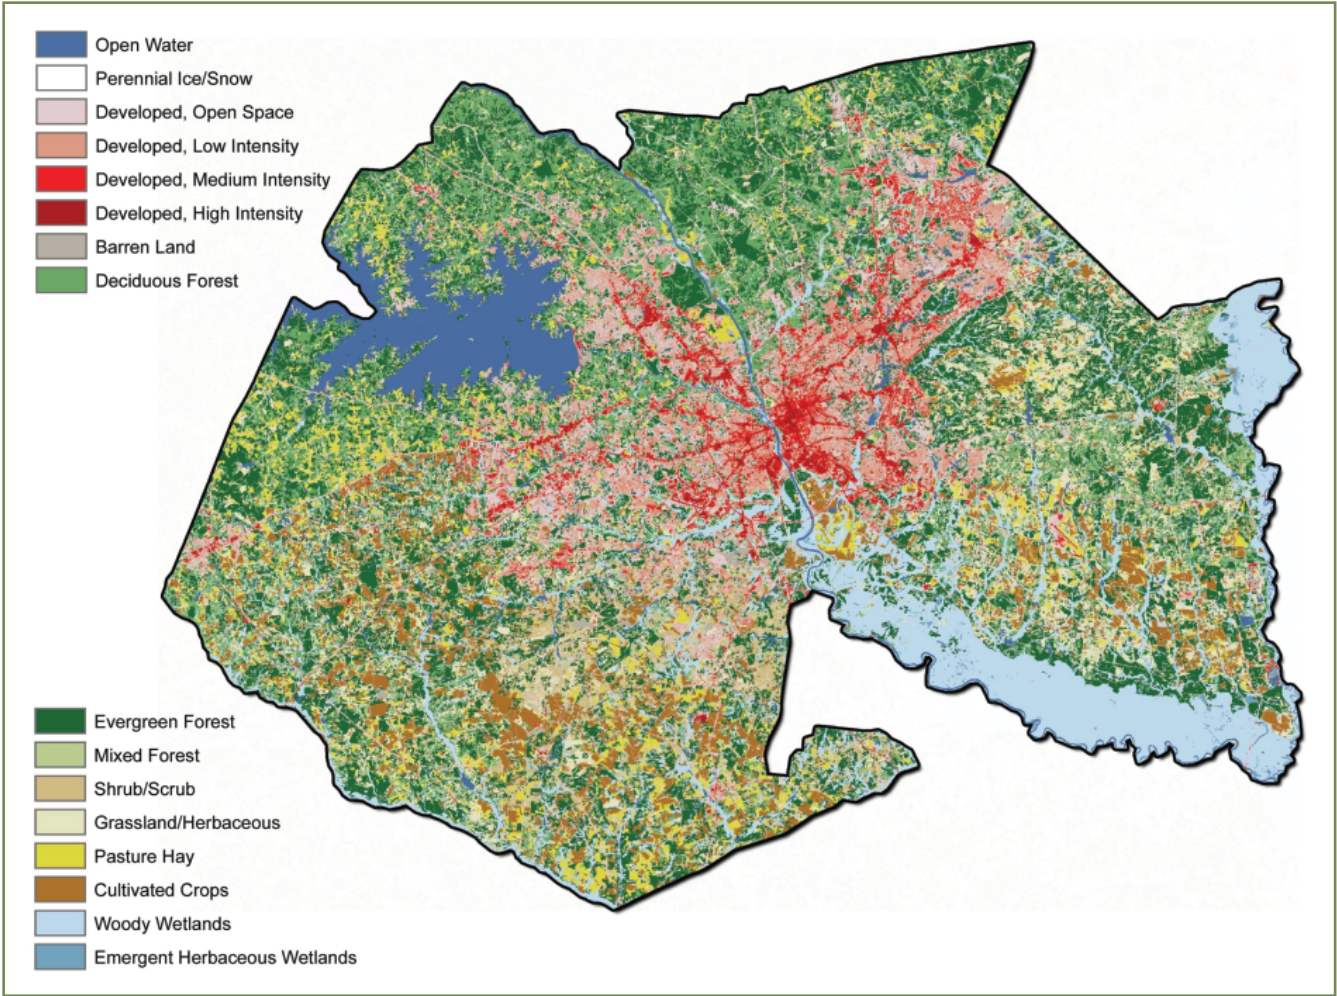 Open Water
Perennial Ice/Snow
Developed, Open Space
Developed, Low Intensity
Developed, Medium Intensity
Developed, High Intensity
Barren Land
Deciduous Forest
Evergreen Forest
Mixed Forest
Shrub/Scrub
Grassland/Herbaceous
Pasture Hay
Cultivated Crops
Woody Wetlands
Emergent Herbaceous Wetlands